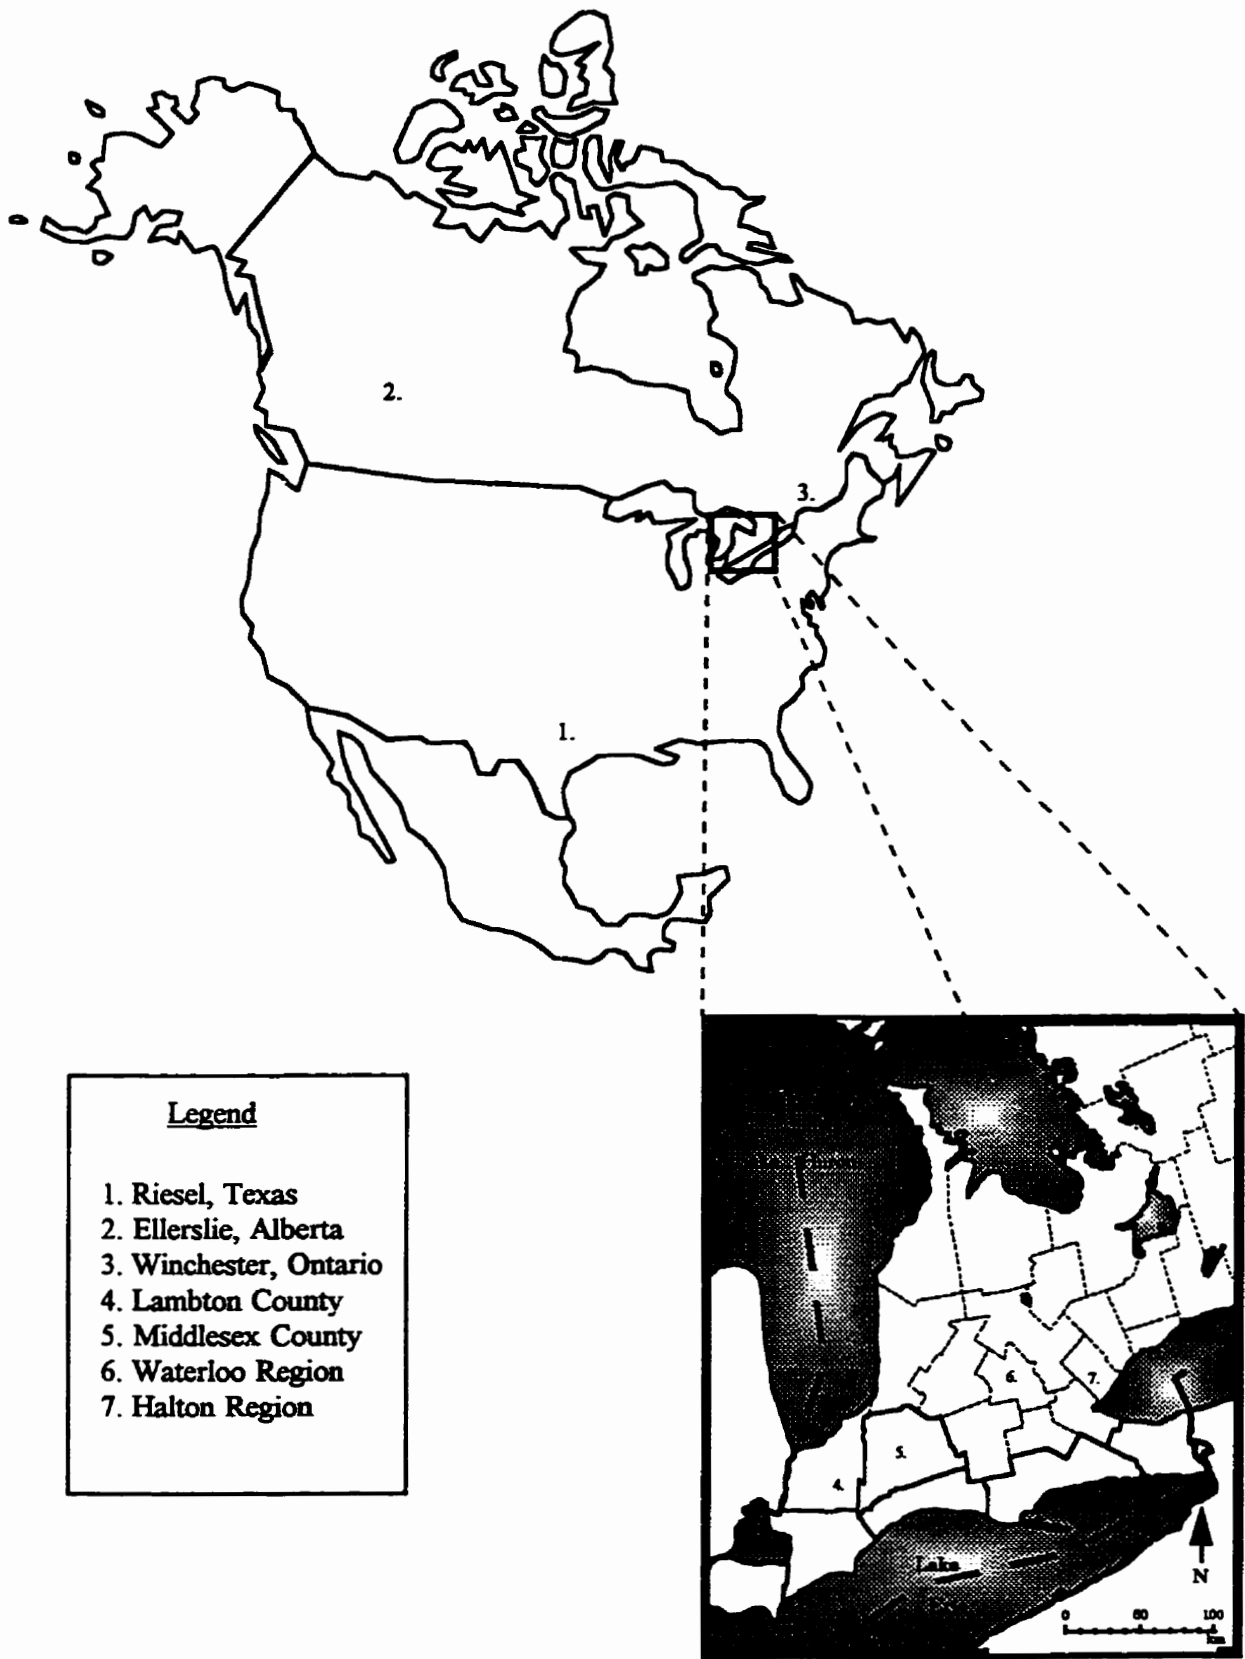 2.
3.
1.
Legend
1. Riesel, Texas
2. Ellerslie, Alberta
3. Winchester, Ontario
4. Lambton County
5. Middlesex County
6. Waterloo Region
7. Halton Region
6.
7.
5.
4.
Lake
N
0 100
km